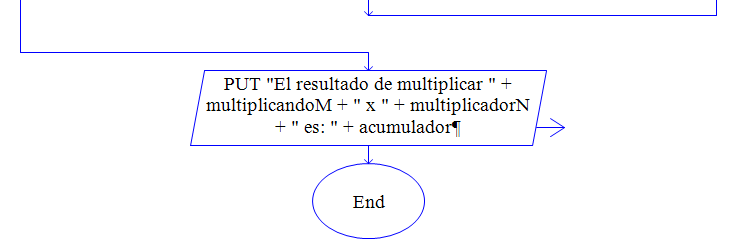 PUT "El resultado de multiplicar " +
multiplicandoM + " x " + multiplicadorN
+ " es: " + acumulador¶
End